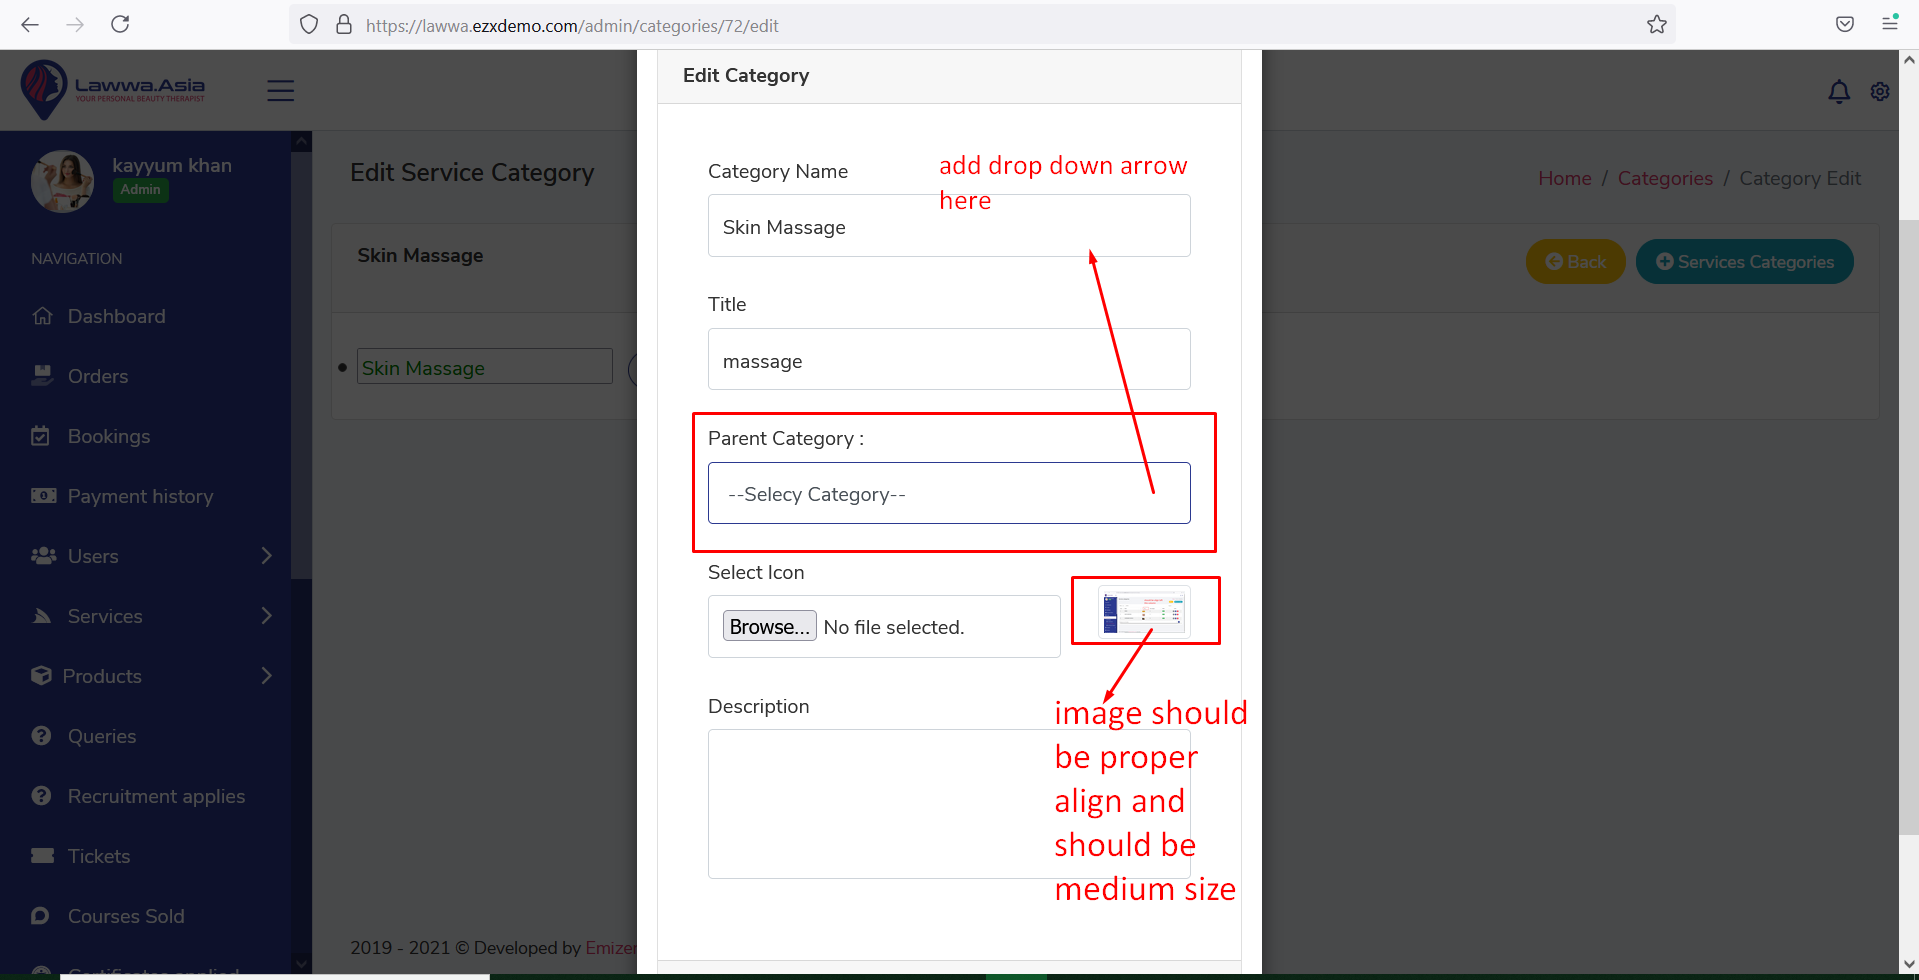 https://lawwa.ezxdemo.com/admin/categories/72/edit
Lawwa.Asia
YOUR PERSONAL BEAUTY THERAPIST
kayyum khan
Admin
NAVIGATION
Dashboard
Orders
Bookings
Payment history
Users
Services
Products
Queries
Recruitment applies
Tickets
Courses Sold
Certificates applied
Edit Service Category
Home / Categories / Category Edit
Skin Massage
Back
Services Categories
Skin Massage
2019 - 2021 © Developed by Emizen
Edit Category
Category Name
add drop down arrow
here
Skin Massage
Title
massage
Parent Category :
--Selecy Category--
Select Icon
Browse...
No file selected.
image should
be proper
align and
should be
medium size
Description